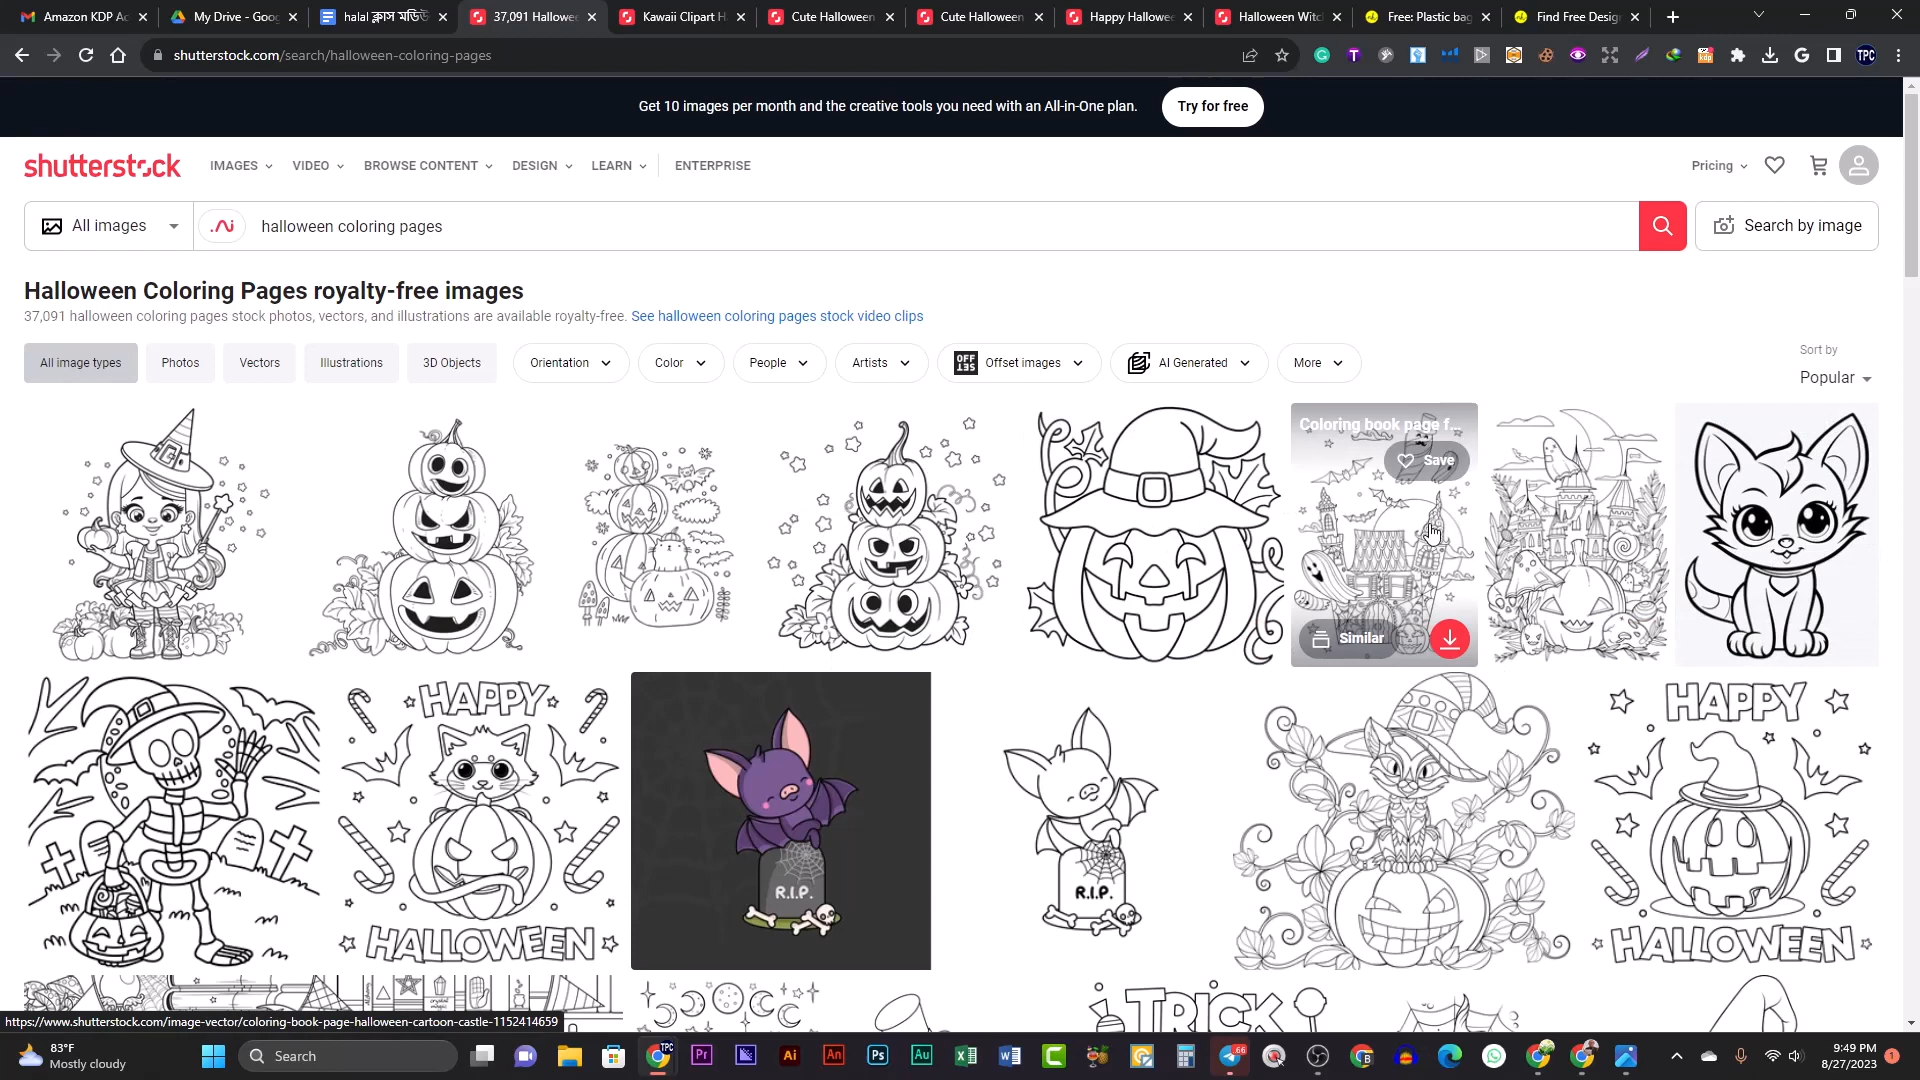 Amazon KDP Ac
My Drive - Goog
halal ক্লাস মডিউ
37,091 Hallowee
Kawaii Clipart H
Cute Halloween
Cute Halloween
Happy Hallowee
Halloween Witc
Free: Plastic bag
Find Free Desig
shutterstock.com/search/halloween-coloring-pages
Get 10 images per month and the creative tools you need with an All-in-One plan.
Try for free
shutterstock
IMAGES
VIDEO
BROWSE CONTENT
DESIGN
LEARN
ENTERPRISE
Pricing
All images
halloween coloring pages
Search by image
Halloween Coloring Pages royalty-free images
37,091 halloween coloring pages stock photos, vectors, and illustrations are available royalty-free. See halloween coloring pages stock video clips
All image types
Photos
Vectors
Illustrations
3D Objects
Orientation
Color
People
Artists
OFFSET
Offset images
AI Generated
More
Sort by
Popular
Coloring book page f...
Save
Similar
HAPPY
HALLOWEEN
R.I.P.
R.I.P.
HAPPY
HALLOWEEN
TRICK
https://www.shutterstock.com/image-vector/coloring-book-page-halloween-cartoon-castle-1152414659
83°F
Mostly cloudy
Search
9:49 PM
8/27/2023